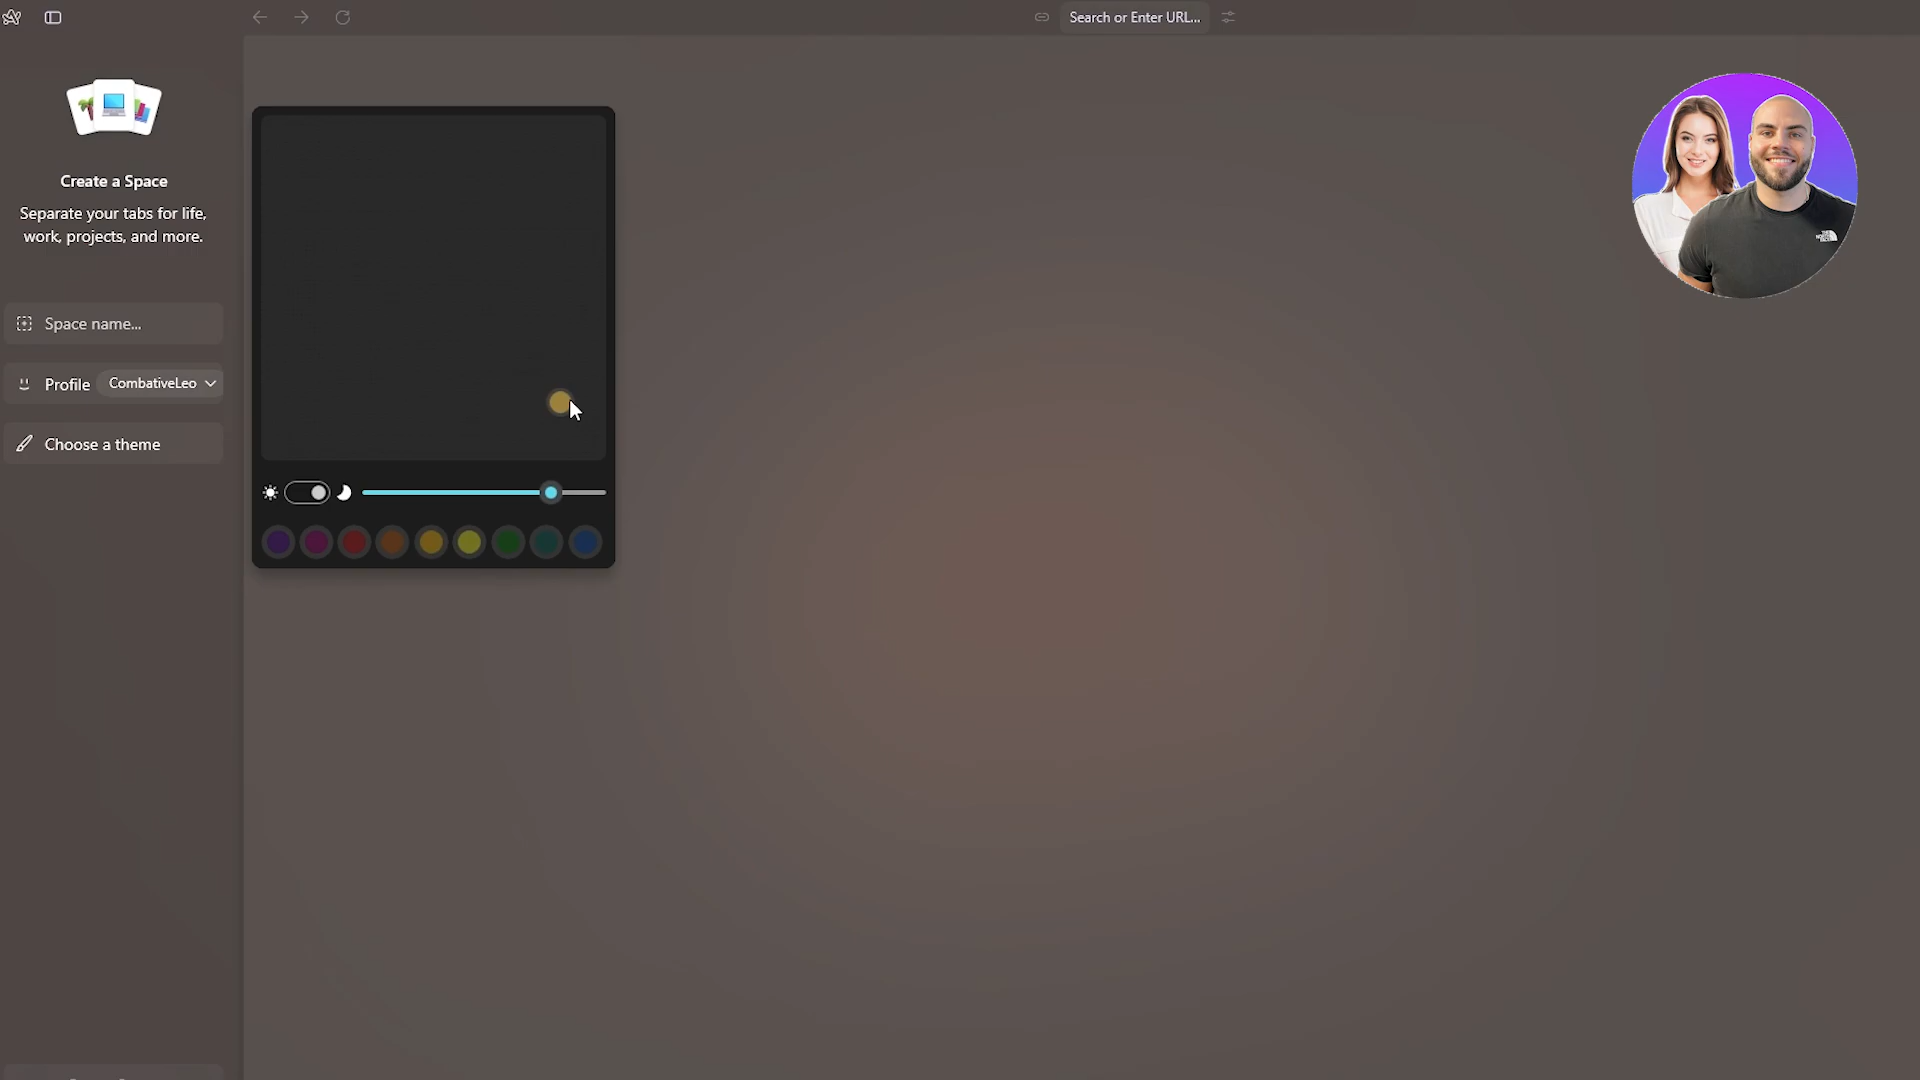 Search or Enter URL...
Create a Space
Separate your tabs for life,
work, projects, and more.
Space name...
Profile CombativeLeo
Choose a theme